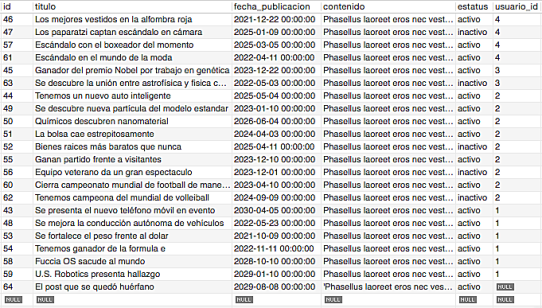 id titulo fecha_publicacion contenido estatus usuario_id
46 Los mejores vestidos en la alfombra roja 2021-12-22 00:00:00 Phasellus laoreet eros nec vest... activo 4
47 Los paparatzi captan escándalo en cámara 2025-01-09 00:00:00 Phasellus laoreet eros nec vest... inactivo 4
57 Escándalo con el boxeador del momento 2025-03-05 00:00:00 Phasellus laoreet eros nec vest... activo 4
61 Escándalo en el mundo de la moda 2022-04-11 00:00:00 Phasellus laoreet eros nec vest... activo 4
45 Ganador del premio Nobel por trabajo en genética 2023-12-22 00:00:00 Phasellus laoreet eros nec vest... activo 3
63 Se descubre la unión entre astrofísica y fisica c... 2022-05-03 00:00:00 Phasellus laoreet eros nec vest... inactivo 3
44 Tenemos un nuevo auto inteligente 2025-05-04 00:00:00 Phasellus laoreet eros nec vest... activo 2
49 Se descubre nueva partícula del modelo estandar 2023-01-10 00:00:00 Phasellus laoreet eros nec vest... activo 2
50 Químicos descubren nanomaterial 2026-06-04 00:00:00 Phasellus laoreet eros nec vest... activo 2
51 La bolsa cae estrepitosamente 2024-04-03 00:00:00 Phasellus laoreet eros nec vest... activo 2
52 Bienes raices más baratos que nunca 2025-04-11 00:00:00 Phasellus laoreet eros nec vest... inactivo 2
55 Ganan partido frente a visitantes 2023-12-10 00:00:00 Phasellus laoreet eros nec vest... activo 2
56 Equipo veterano da un gran espectaculo 2023-12-01 00:00:00 Phasellus laoreet eros nec vest... inactivo 2
60 Cierra campeonato mundial de football de mane... 2023-04-10 00:00:00 Phasellus laoreet eros nec vest... activo 2
62 Tenemos campeona del mundial de volleiball 2024-09-09 00:00:00 Phasellus laoreet eros nec vest... inactivo 2
43 Se presenta el nuevo teléfono móvil en evento 2030-04-05 00:00:00 Phasellus laoreet eros nec vest... activo 1
48 Se mejora la conducción autónoma de vehículos 2022-05-23 00:00:00 Phasellus laoreet eros nec vest... activo 1
53 Se fortalece el peso frente al dolar 2021-10-09 00:00:00 Phasellus laoreet eros nec vest... activo 1
54 Tenemos ganador de la formula e 2022-11-11 00:00:00 Phasellus laoreet eros nec vest... activo 1
58 Fuccia OS sacude al mundo 2028-10-10 00:00:00 Phasellus laoreet eros nec vest... activo 1
59 U.S. Robotics presenta hallazgo 2029-01-10 00:00:00 Phasellus laoreet eros nec vest... activo 1
64 El post que se quedó huérfano 2029-08-08 00:00:00 'Phasellus laoreet eros nec ves... activo NULL
NULL NULL NULL NULL NULL NULL